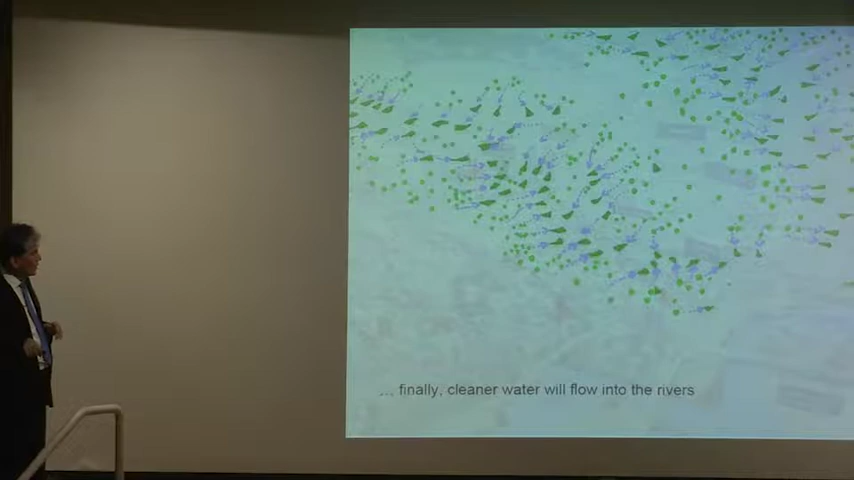 ... finally, cleaner water will flow into the rivers